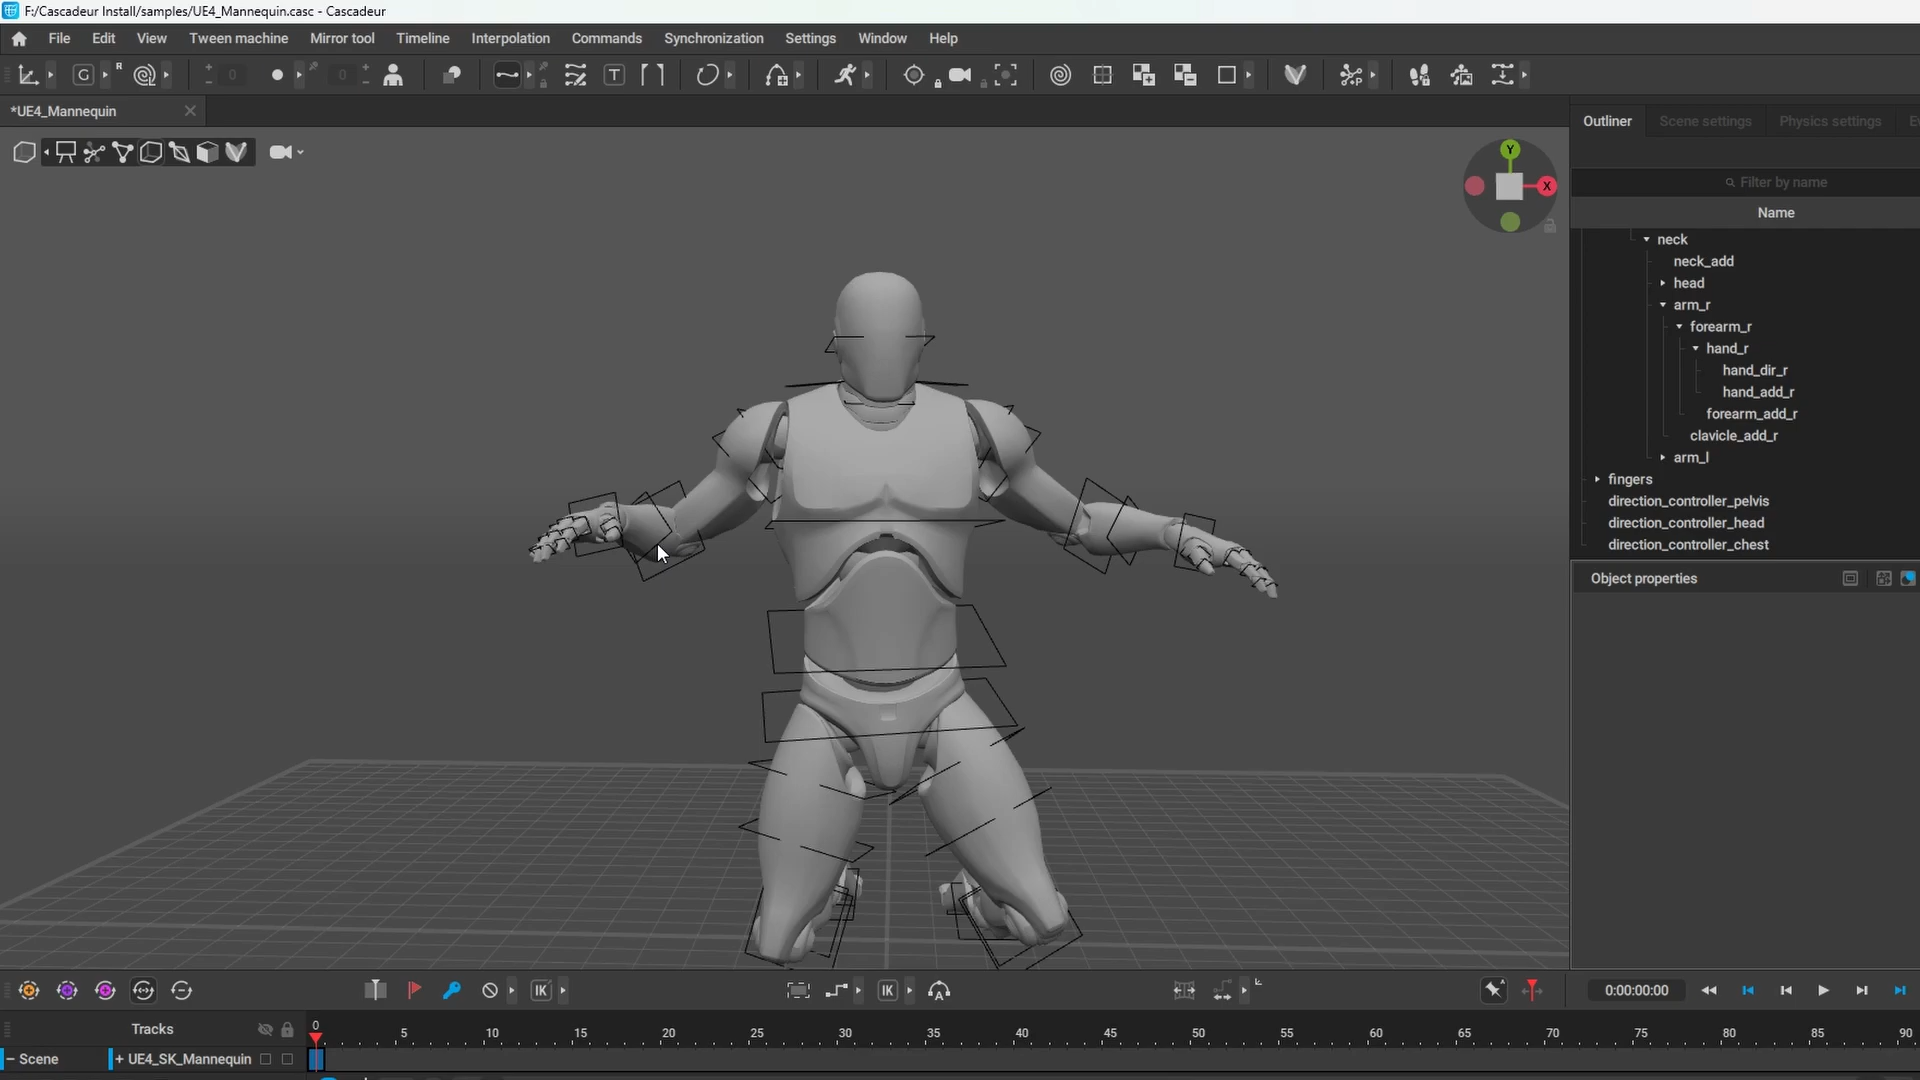 F:/Cascadeur Install/samples/UE4_Mannequin.casc - Cascadeur
File Edit View Tween machine Mirror tool Timeline Interpolation Commands Synchronization Settings Window Help
G R 0 0 T P
*UE4_Mannequin
Outliner Scene settings Physics settings
Y
X
Filter by name
Name
neck
neck_add
head
arm_r
forearm_r
hand_r
hand_dir_r
hand_add_r
forearm_add_r
clavicle_add_r
arm_l
fingers
direction_controller_pelvis
direction_controller_head
direction_controller_chest
Object properties
IK IK A 0:00:00:00
Tracks 0 5 10 15 20 25 30 35 40 45 50 55 60 65 70 75 80 85 90
Scene + UE4_SK_Mannequin